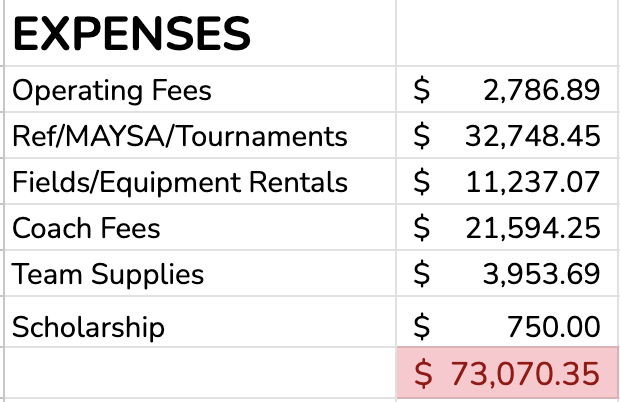 EXPENSES
Operating Fees $ 2,786.89
Ref/MAYSA/Tournaments $ 32,748.45
Fields/Equipment Rentals $ 11,237.07
Coach Fees $ 21,594.25
Team Supplies $ 3,953.69
Scholarship $ 750.00
$ 73,070.35